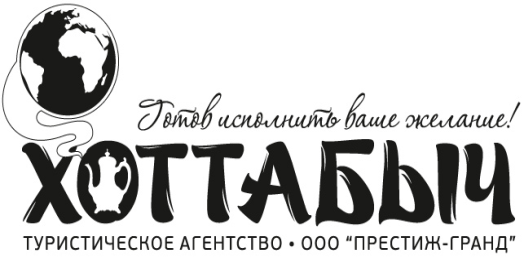 Готов исполнить ваше желание!
ХОТТАБЫЧ
ТУРИСТИЧЕСКОЕ АГЕНТСТВО • ООО “ПРЕСТИЖ-ГРАНД”